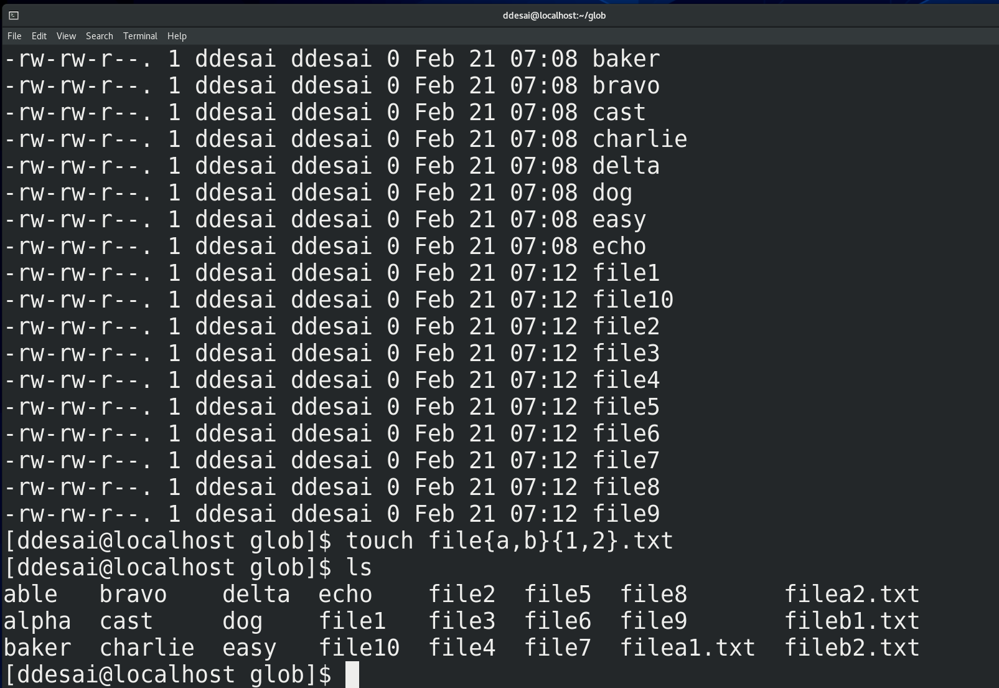 ddesai@localhost:~/glob
File Edit View Search Terminal Help
-rw-rw-r--. 1 ddesai ddesai 0 Feb 21 07:08 baker
-rw-rw-r--. 1 ddesai ddesai 0 Feb 21 07:08 bravo
-rw-rw-r--. 1 ddesai ddesai 0 Feb 21 07:08 cast
-rw-rw-r--. 1 ddesai ddesai 0 Feb 21 07:08 charlie
-rw-rw-r--. 1 ddesai ddesai 0 Feb 21 07:08 delta
-rw-rw-r--. 1 ddesai ddesai 0 Feb 21 07:08 dog
-rw-rw-r--. 1 ddesai ddesai 0 Feb 21 07:08 easy
-rw-rw-r--. 1 ddesai ddesai 0 Feb 21 07:08 echo
-rw-rw-r--. 1 ddesai ddesai 0 Feb 21 07:12 file1
-rw-rw-r--. 1 ddesai ddesai 0 Feb 21 07:12 file10
-rw-rw-r--. 1 ddesai ddesai 0 Feb 21 07:12 file2
-rw-rw-r--. 1 ddesai ddesai 0 Feb 21 07:12 file3
-rw-rw-r--. 1 ddesai ddesai 0 Feb 21 07:12 file4
-rw-rw-r--. 1 ddesai ddesai 0 Feb 21 07:12 file5
-rw-rw-r--. 1 ddesai ddesai 0 Feb 21 07:12 file6
-rw-rw-r--. 1 ddesai ddesai 0 Feb 21 07:12 file7
-rw-rw-r--. 1 ddesai ddesai 0 Feb 21 07:12 file8
-rw-rw-r--. 1 ddesai ddesai 0 Feb 21 07:12 file9
[ddesai@localhost glob]$ touch file{a,b}{1,2}.txt
[ddesai@localhost glob]$ ls
able   bravo    delta  echo    file2  file5  file8       filea2.txt
alpha  cast     dog    file1   file3  file6  file9       fileb1.txt
baker  charlie  easy   file10  file4  file7  filea1.txt  fileb2.txt
[ddesai@localhost glob]$